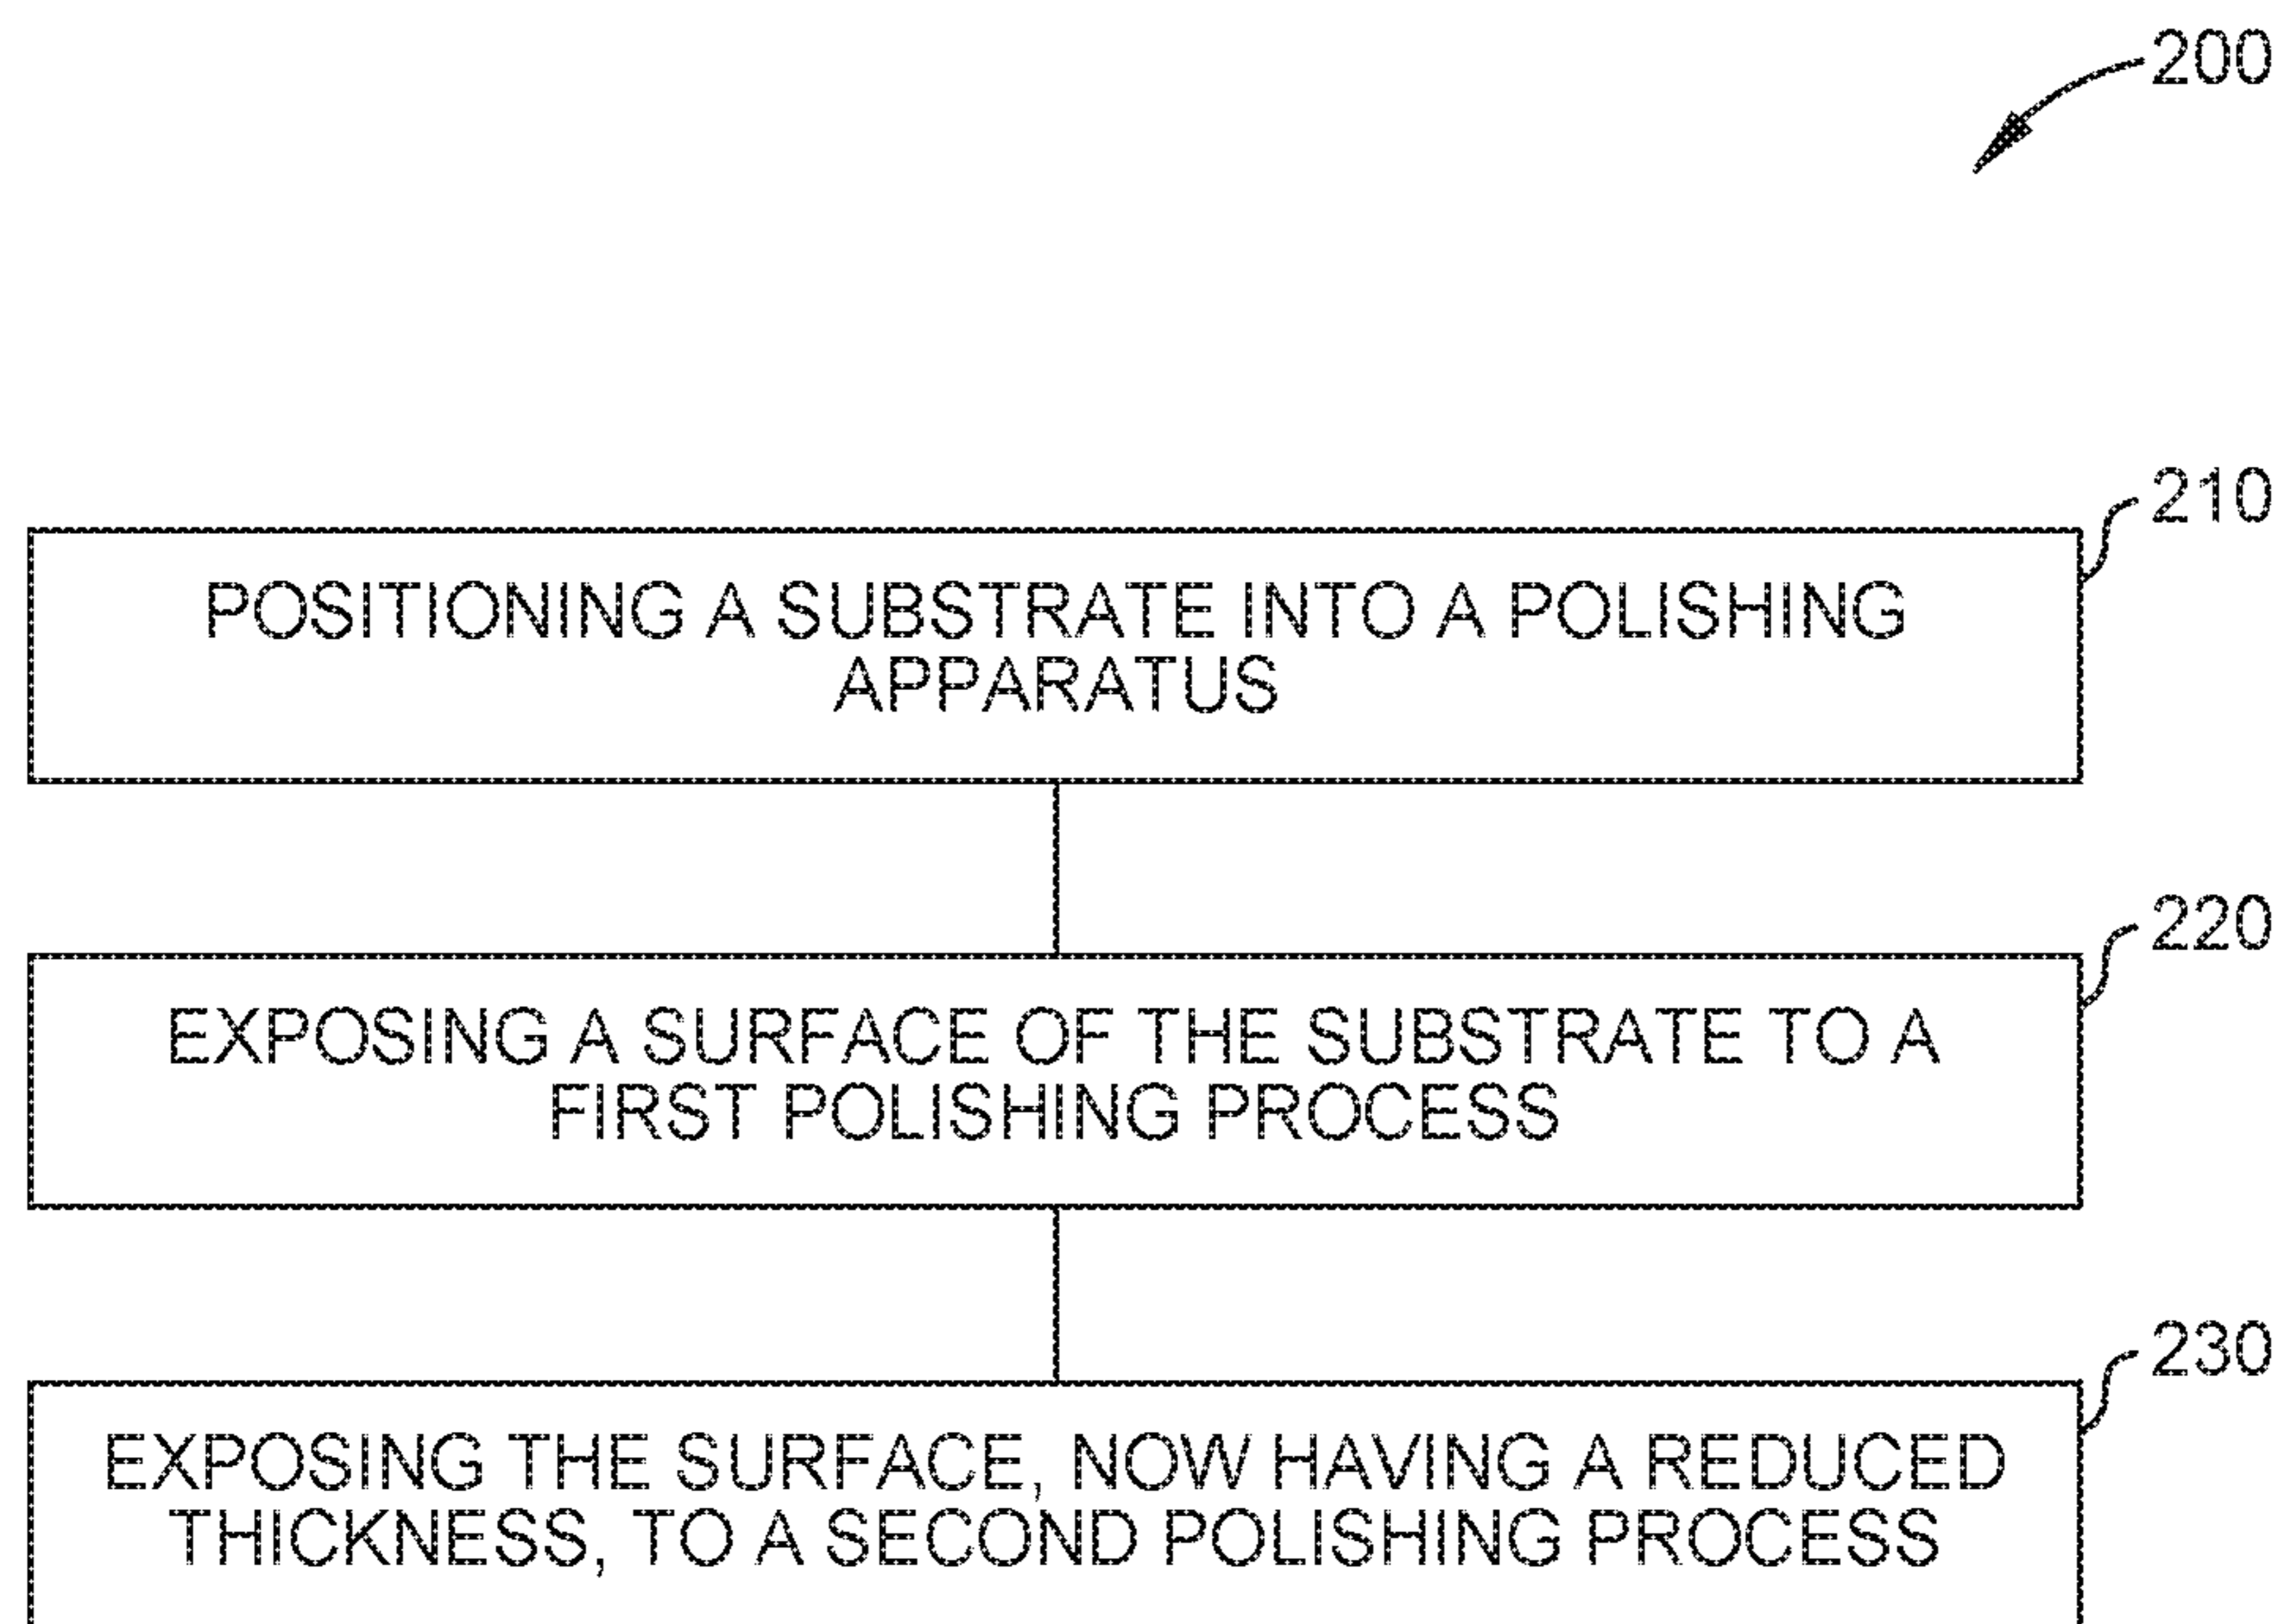 200
210
POSITIONING A SUBSTRATE INTO A POLISHING
APPARATUS
220
EXPOSING A SURFACE OF THE SUBSTRATE TO A
FIRST POLISHING PROCESS
230
EXPOSING THE SURFACE, NOW HAVING A REDUCED
THICKNESS, TO A SECOND POLISHING PROCESS